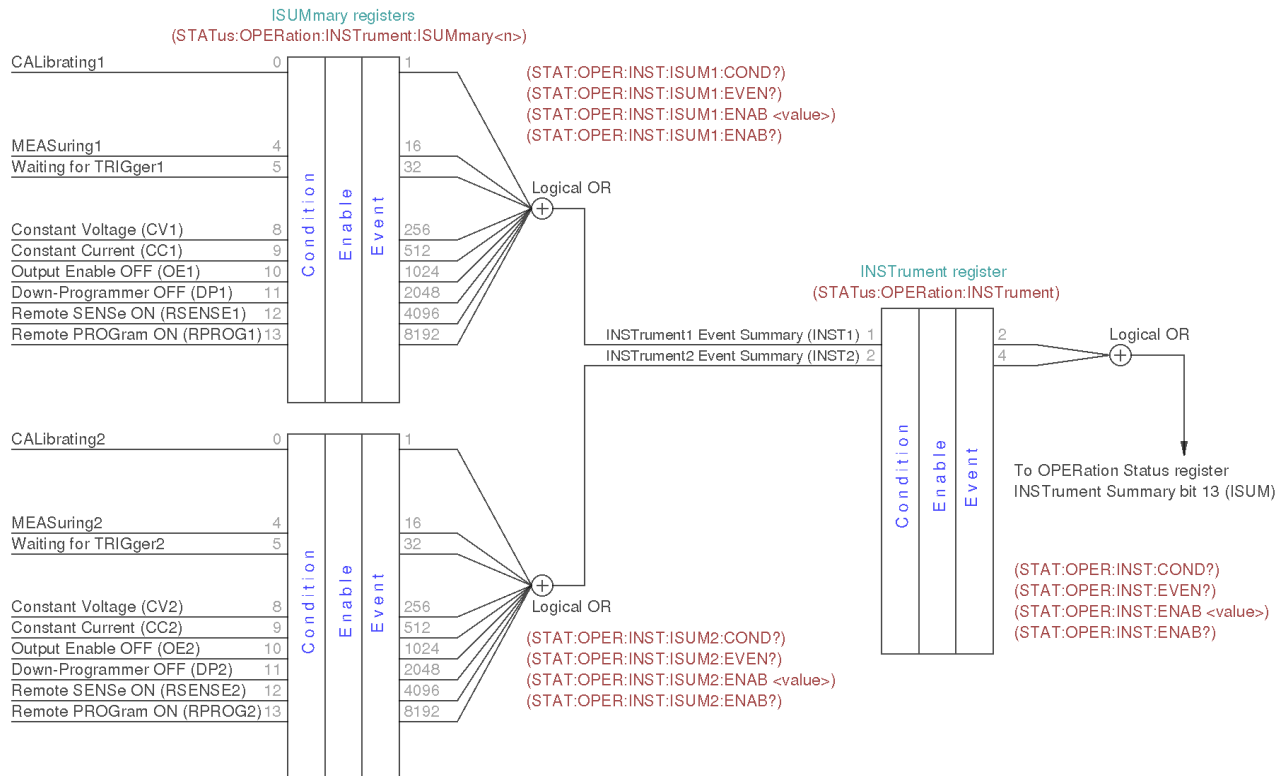 ISUMmary registers
(STATus:OPERation:INSTrument:ISUMmary<n>)
CALibrating1 0 1
(STAT:OPER:INST:ISUM1:COND?)
(STAT:OPER:INST:ISUM1:EVEN?)
(STAT:OPER:INST:ISUM1:ENAB <value>)
(STAT:OPER:INST:ISUM1:ENAB?)
MEASuring1 4 16
Waiting for TRIGger1 5 32
Condition
Enable
Event
Logical OR
Constant Voltage (CV1) 8 256
Constant Current (CC1) 9 512
Output Enable OFF (OE1) 10 1024
Down-Programmer OFF (DP1) 11 2048
Remote SENSe ON (RSENSE1) 12 4096
Remote PROGram ON (RPROG1) 13 8192
INSTrument register
(STATus:OPERation:INSTrument)
INSTrument1 Event Summary (INST1) 1 2
INSTrument2 Event Summary (INST2) 2 4
Logical OR
Condition
Enable
Event
To OPERation Status register
INSTrument Summary bit 13 (ISUM)
(STAT:OPER:INST:COND?)
(STAT:OPER:INST:EVEN?)
(STAT:OPER:INST:ENAB <value>)
(STAT:OPER:INST:ENAB?)
CALibrating2 0 1
MEASuring2 4 16
Waiting for TRIGger2 5 32
Condition
Enable
Event
Logical OR
Constant Voltage (CV2) 8 256
Constant Current (CC2) 9 512
Output Enable OFF (OE2) 10 1024
Down-Programmer OFF (DP2) 11 2048
Remote SENSe ON (RSENSE2) 12 4096
Remote PROGram ON (RPROG2) 13 8192
(STAT:OPER:INST:ISUM2:COND?)
(STAT:OPER:INST:ISUM2:EVEN?)
(STAT:OPER:INST:ISUM2:ENAB <value>)
(STAT:OPER:INST:ISUM2:ENAB?)